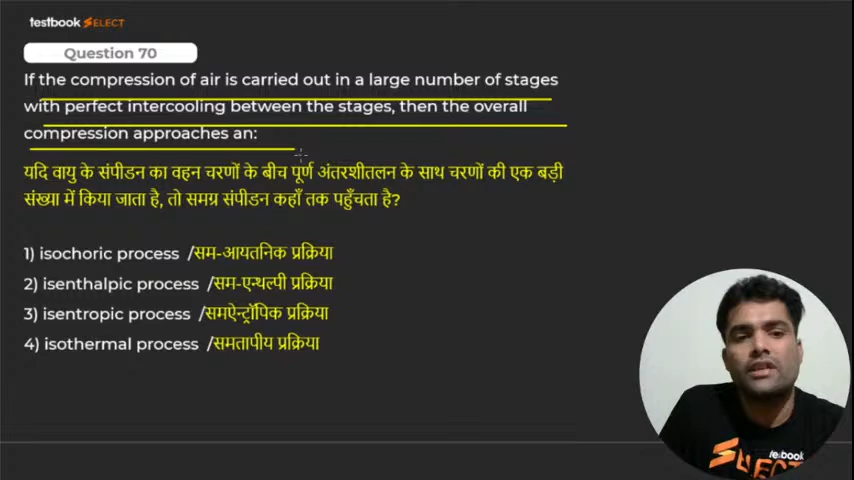 testbook SELECT
Question 70
If the compression of air is carried out in a large number of stages
with perfect intercooling between the stages, then the overall
compression approaches an:
यदि वायु के संपीडन का वहन चरणों के बीच पूर्ण अंतरशीतलन के साथ चरणों की एक बड़ी
संख्या में किया जाता है, तो समग्र संपीडन कहाँ तक पहुँचता है?
1) isochoric process /सम-आयतनिक प्रक्रिया
2) isenthalpic process /सम-एन्थल्पी प्रक्रिया
3) isentropic process /समऐन्ट्रॉपिक प्रक्रिया
4) isothermal process /समतापीय प्रक्रिया
testbook
SELECT